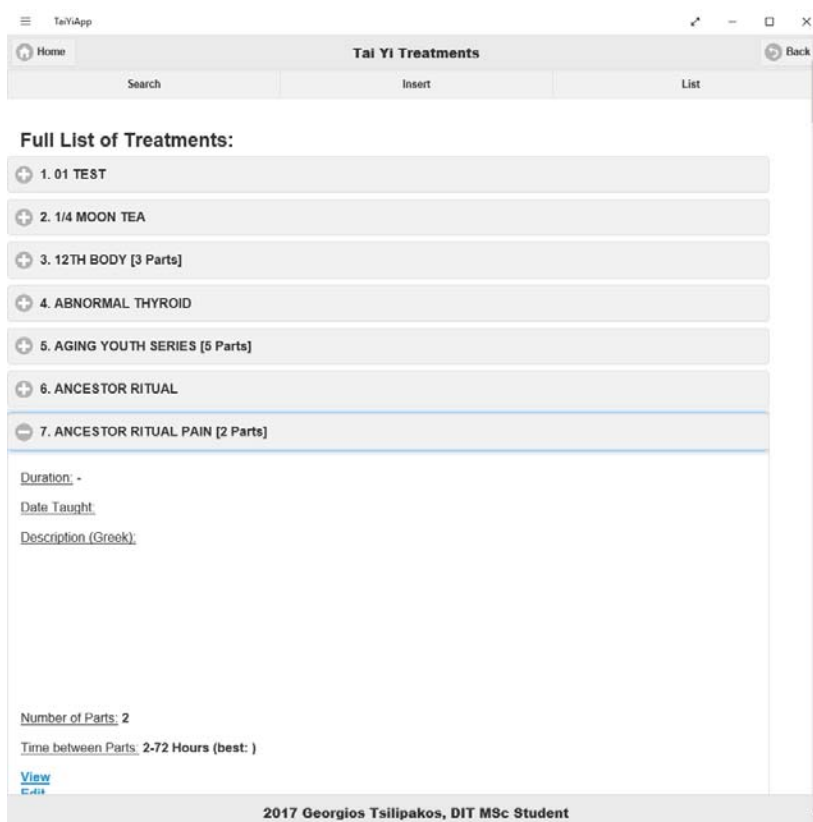 TaiYiApp
Home Tai Yi Treatments Back
Search Insert List
Full List of Treatments:
1. 01 TEST
2. 1/4 MOON TEA
3. 12TH BODY [3 Parts]
4. ABNORMAL THYROID
5. AGING YOUTH SERIES [5 Parts]
6. ANCESTOR RITUAL
7. ANCESTOR RITUAL PAIN [2 Parts]
Duration: -
Date Taught:
Description (Greek):
Number of Parts: 2
Time between Parts: 2-72 Hours (best: )
View
Edit
2017 Georgios Tsilipakos, DIT MSc Student